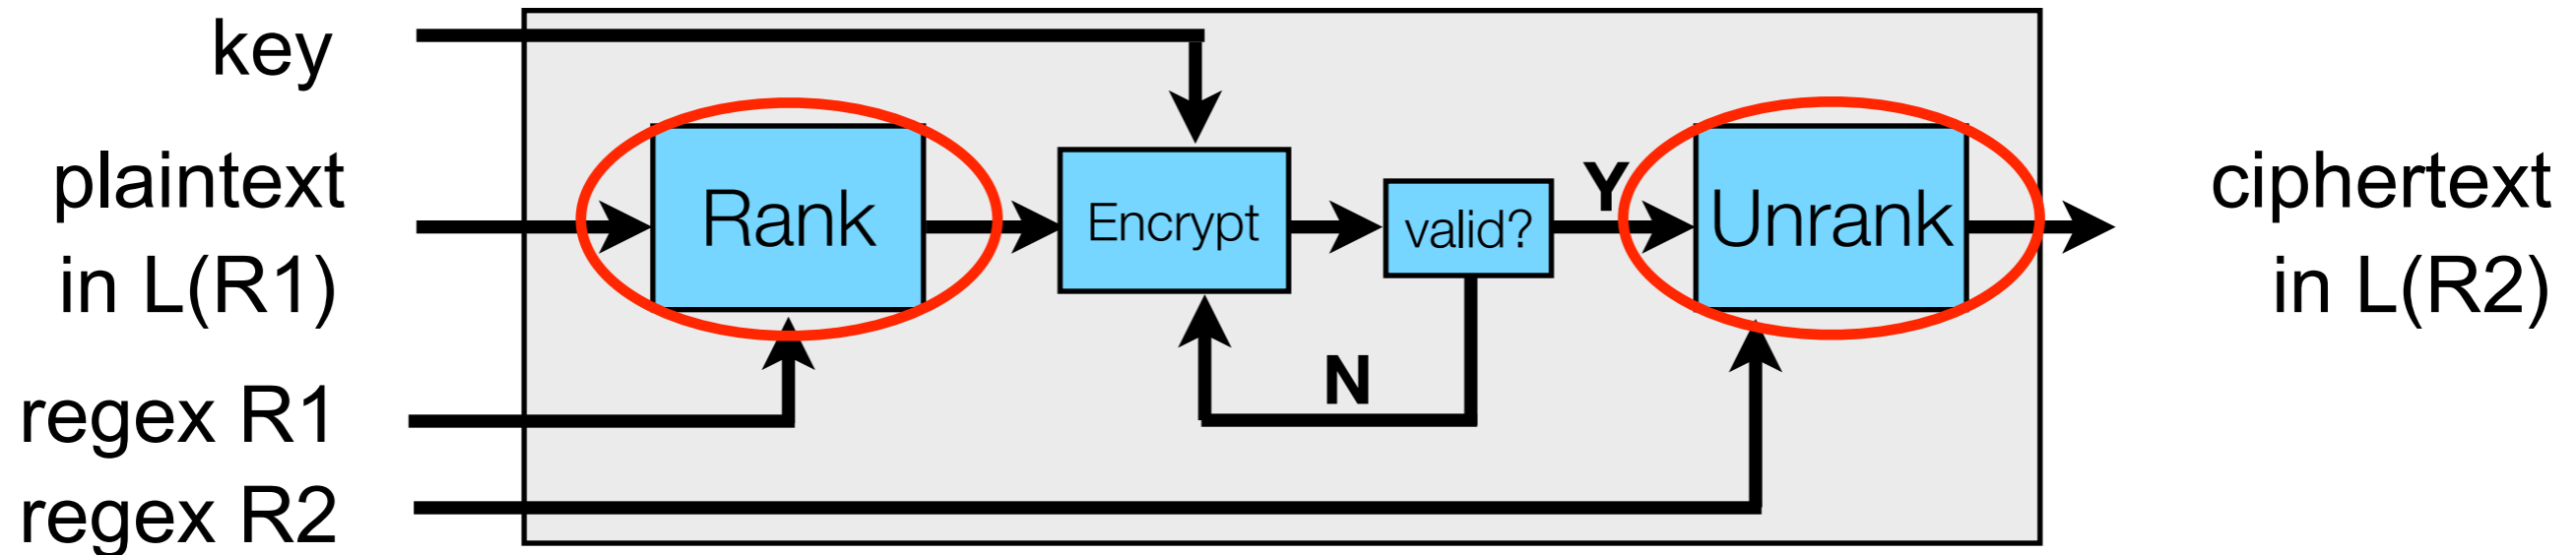 key
plaintext
in L(R1)
regex R1
regex R2
Rank
Encrypt
valid?
Y
N
Unrank
ciphertext
in L(R2)